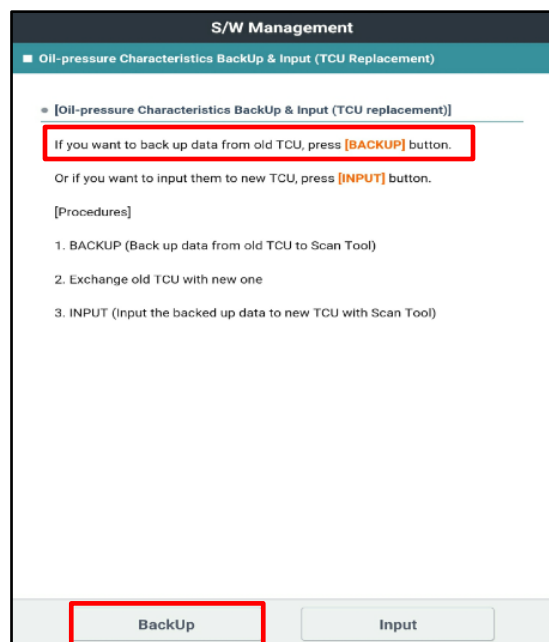 S/W Management
Oil-pressure Characteristics BackUp & Input (TCU Replacement)
[Oil-pressure Characteristics BackUp & Input (TCU replacement)]
If you want to back up data from old TCU, press [BACKUP] button.
Or if you want to input them to new TCU, press [INPUT] button.
[Procedures]
1. BACKUP (Back up data from old TCU to Scan Tool)
2. Exchange old TCU with new one
3. INPUT (Input the backed up data to new TCU with Scan Tool)
BackUp Input